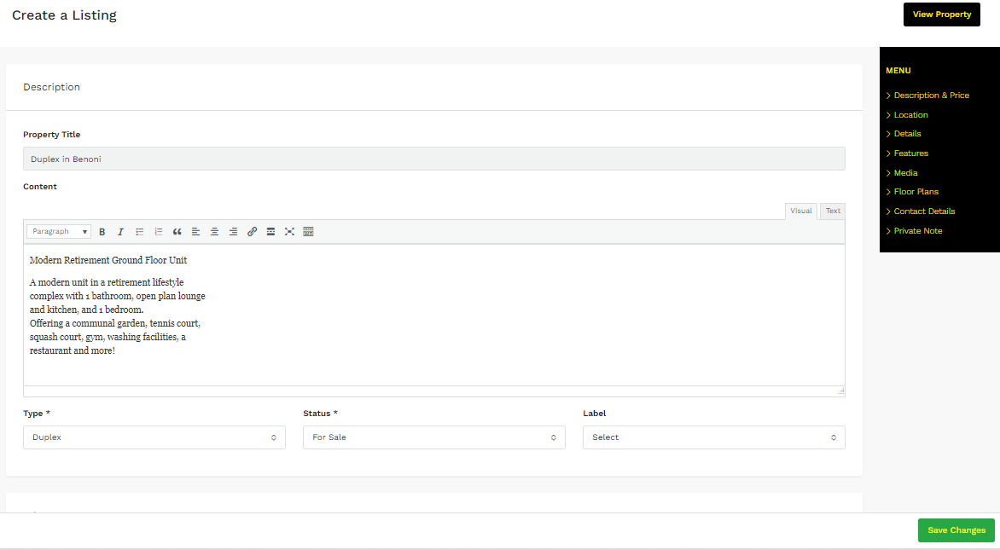 Create a Listing
View Property
MENU
Description & Price
Location
Details
Features
Media
Floor Plans
Contact Details
Private Note
Description
Property Title
Duplex in Benoni
Content
Visual Text
Paragraph B I
Modern Retirement Ground Floor Unit
A modern unit in a retirement lifestyle
complex with 1 bathroom, open plan lounge
and kitchen, and 1 bedroom.
Offering a communal garden, tennis court,
squash court, gym, washing facilities, a
restaurant and more!
Type * Status * Label
Duplex For Sale Select
Save Changes